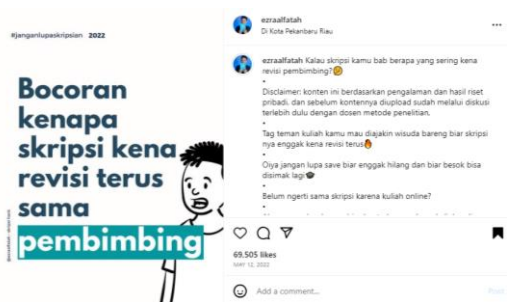 #janganlupaskripsian 2022
Bocoran
kenapa
skripsi kena
revisi terus
sama
pembimbing
ezraalfatah
Di Kota Pekanbaru Riau
ezraalfatah Kalau skripsi kamu bab berapa yang sering kena
revisi pembimbing?
Disclaimer: konten ini berdasarkan pengalaman dan hasil riset
pribadi. dan sebelum kontennya diupload sudah melalui diskusi
terlebih dulu dengan dosen metode penelitian.
Tag teman kuliah kamu mau diajakin wisuda bareng biar skripsi
nya enggak kena revisi terus
Oiya jangan lupa save biar enggak hilang dan biar besok bisa
disimak lagi
Belum ngerti sama skripsi karena kuliah online?
69.505 likes
MAY 12, 2022
Add a comment...
Post